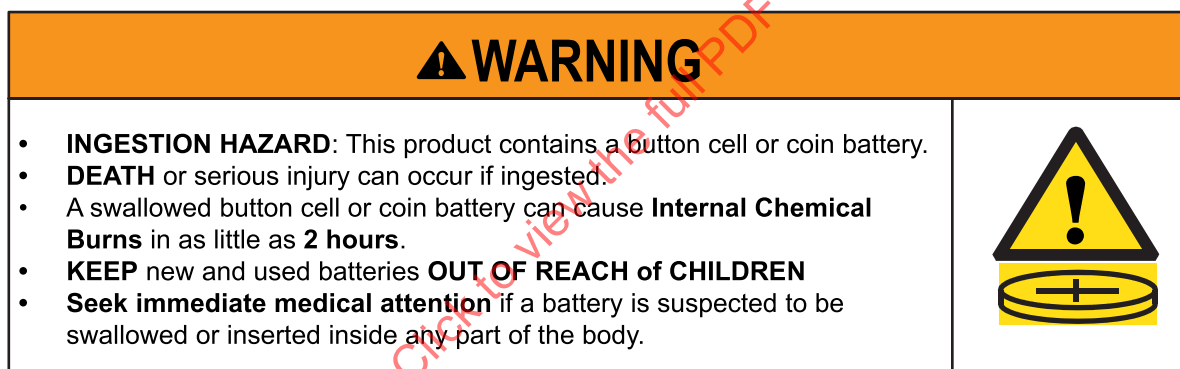 WARNING
• INGESTION HAZARD: This product contains a button cell or coin battery.
• DEATH or serious injury can occur if ingested.
• A swallowed button cell or coin battery can cause Internal Chemical
Burns in as little as 2 hours.
• KEEP new and used batteries OUT OF REACH of CHILDREN
• Seek immediate medical attention if a battery is suspected to be
swallowed or inserted inside any part of the body.
Click to view the full PDF